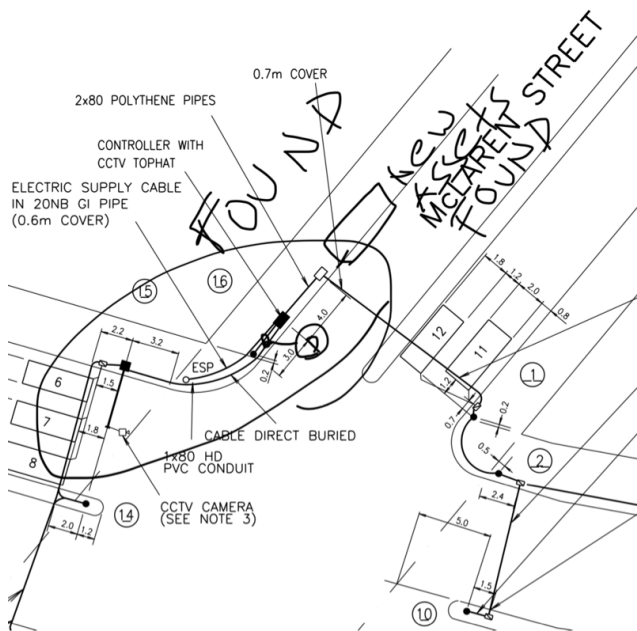 0.7m COVER
2x80 POLYTHENE PIPES
CONTROLLER WITH
CCTV TOPHAT
ELECTRIC SUPPLY CABLE
IN 20NB GI PIPE
(0.6m COVER)
FOUND
New
Assets
FOUND
McLAREN STREET
15
16
1.8
1.2
2.0
0.8
2.2
3.2
4.0
3.0
0.2
ESP
12
11
1
6
7
8
1.5
1.8
1.2
0.7
0.2
CABLE DIRECT BURIED
1x80 HD
PVC CONDUIT
0.5
2
CCTV CAMERA
(SEE NOTE 3)
14
2.0
1.2
2.4
5.0
1.5
10